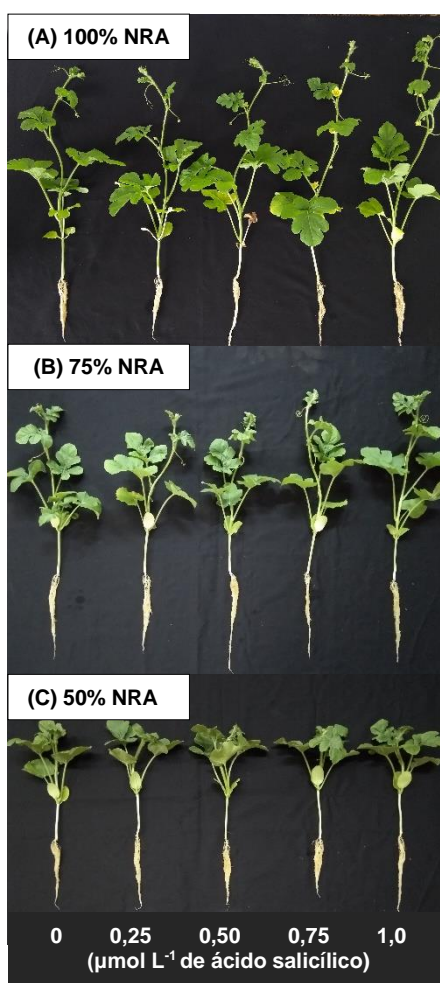 (A) 100% NRA
(B) 75% NRA
(C) 50% NRA
0 0,25 0,50 0,75 1,0
(µmol L⁻¹ de ácido salicílico)